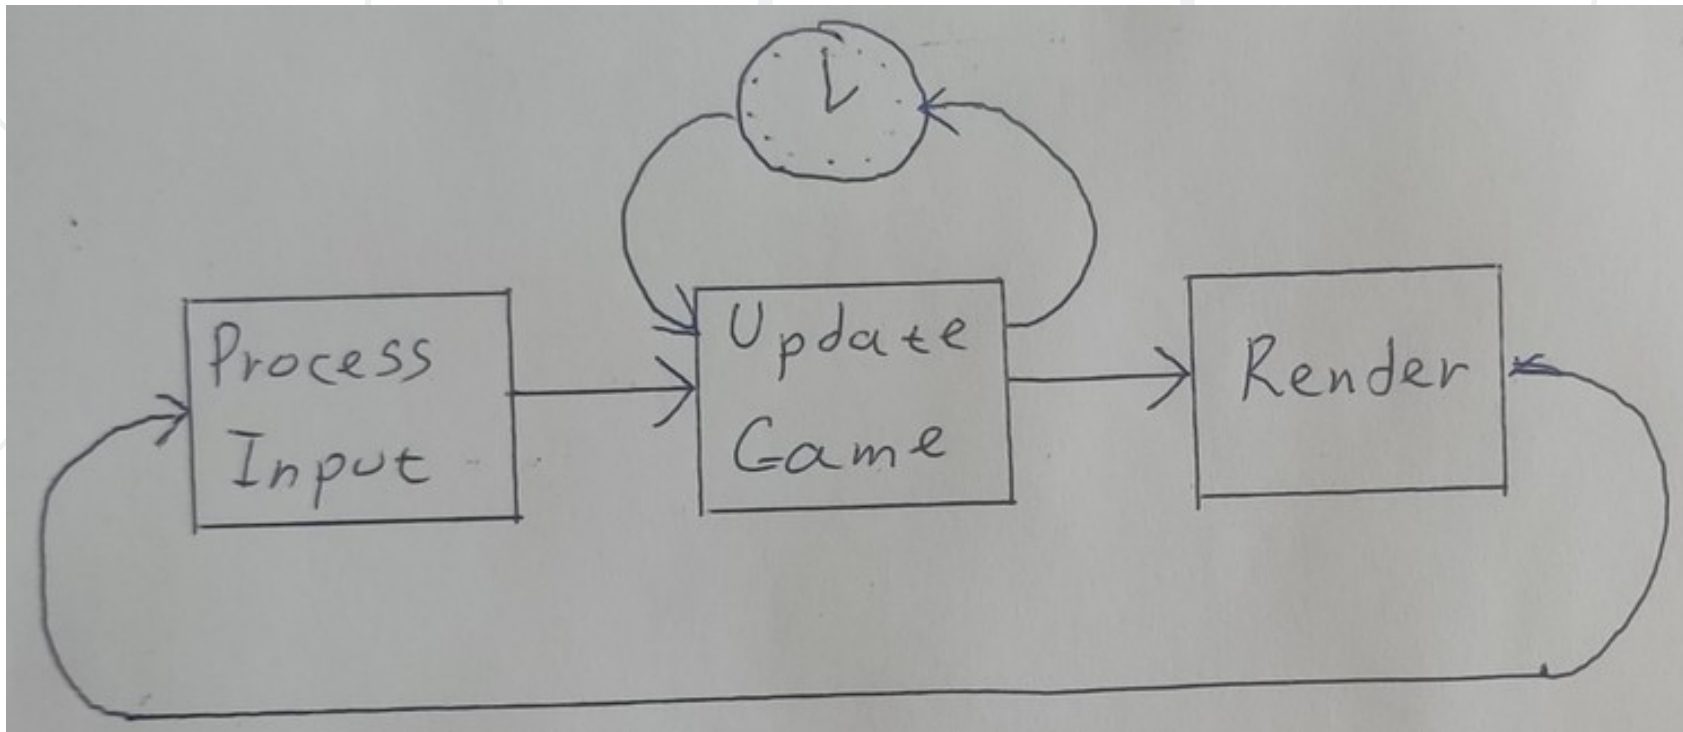 Process
Input
Update
Game
Render